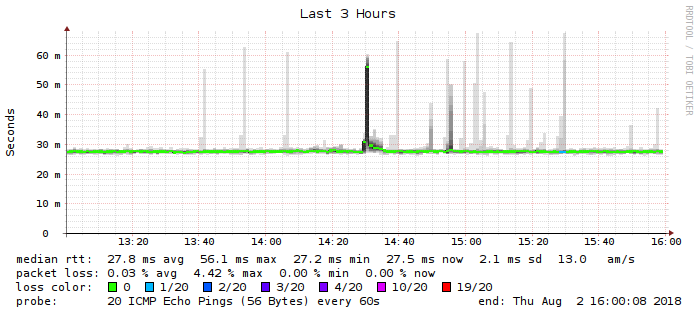 Last 3 Hours
RRDTOOL / TOBI OETIKER
Seconds
60 m
50 m
40 m
30 m
20 m
10 m
0
13:20 13:40 14:00 14:20 14:40 15:00 15:20 15:40 16:00
median rtt: 27.8 ms avg 56.1 ms max 27.2 ms min 27.5 ms now 2.1 ms sd 13.0 am/s
packet loss: 0.03 % avg 4.42 % max 0.00 % min 0.00 % now
loss color: 0 1/20 2/20 3/20 4/20 10/20 19/20
probe: 20 ICMP Echo Pings (56 Bytes) every 60s end: Thu Aug 2 16:00:08 2018